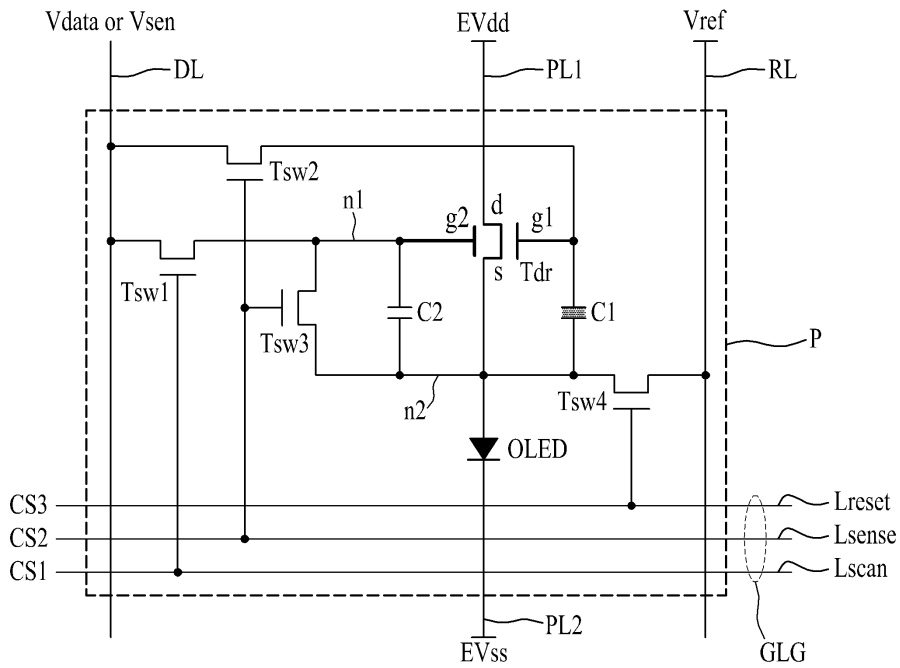 Vdata or Vsen
EVdd
Vref
DL
PL1
RL
Tsw2
n1
g2
d
g1
s
Tdr
Tsw1
Tsw3
C2
C1
P
n2
Tsw4
OLED
CS3
Lreset
CS2
Lsense
CS1
Lscan
PL2
EVss
GLG